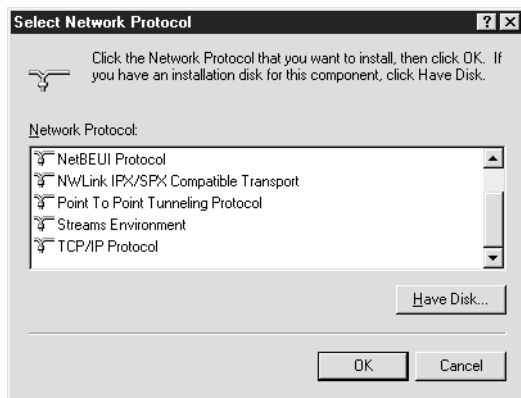 Select Network Protocol
Click the Network Protocol that you want to install, then click OK. If
you have an installation disk for this component, click Have Disk.
Network Protocol:
NetBEUI Protocol
NWLink IPX/SPX Compatible Transport
Point To Point Tunneling Protocol
Streams Environment
TCP/IP Protocol
Have Disk...
OK
Cancel